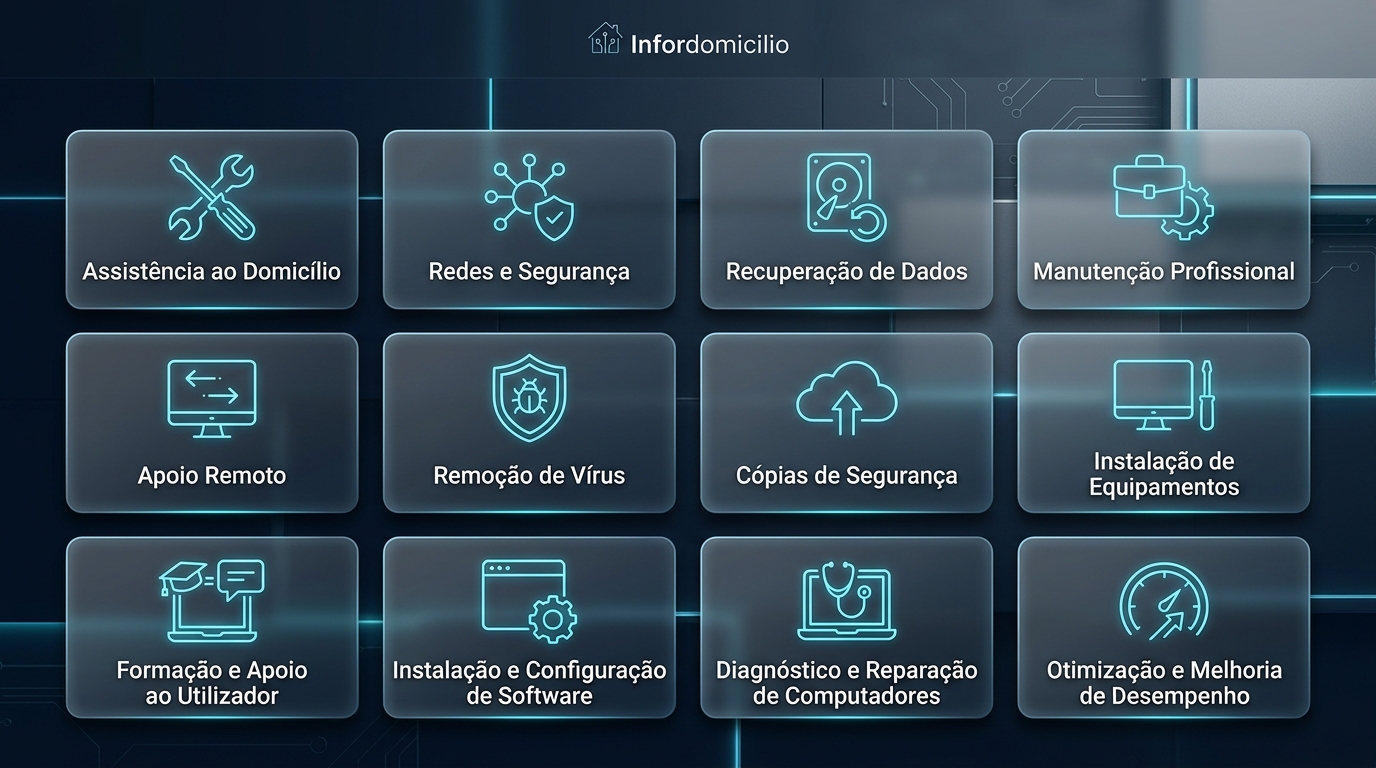 Infordomicilio
Assistência ao Domicílio
Redes e Segurança
Recuperação de Dados
Manutenção Profissional
Apoio Remoto
Remoção de Vírus
Cópias de Segurança
Instalação de
Equipamentos
Formação e Apoio
ao Utilizador
Instalação e Configuração
de Software
Diagnóstico e Reparação
de Computadores
Otimização e Melhoria
de Desempenho